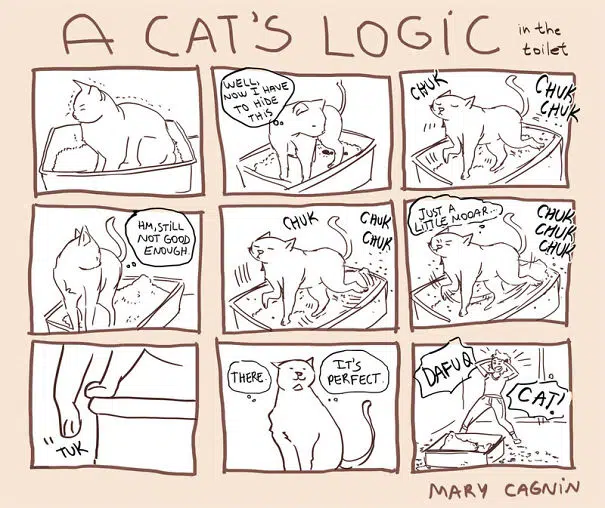 A CAT'S LOGIC
in the
toilet
WELL,
NOW I HAVE
TO HIDE
THIS
CHUK
CHUK
CHUK
HM, STILL
NOT GOOD
ENOUGH.
CHUK
CHUK
CHUK
JUST A
LITTLE MOOAR...
CHUK
CHUK
CHUK
"TUK
THERE.
IT'S
PERFECT.
DAFUQ
CAT!
MARY CAGNIN